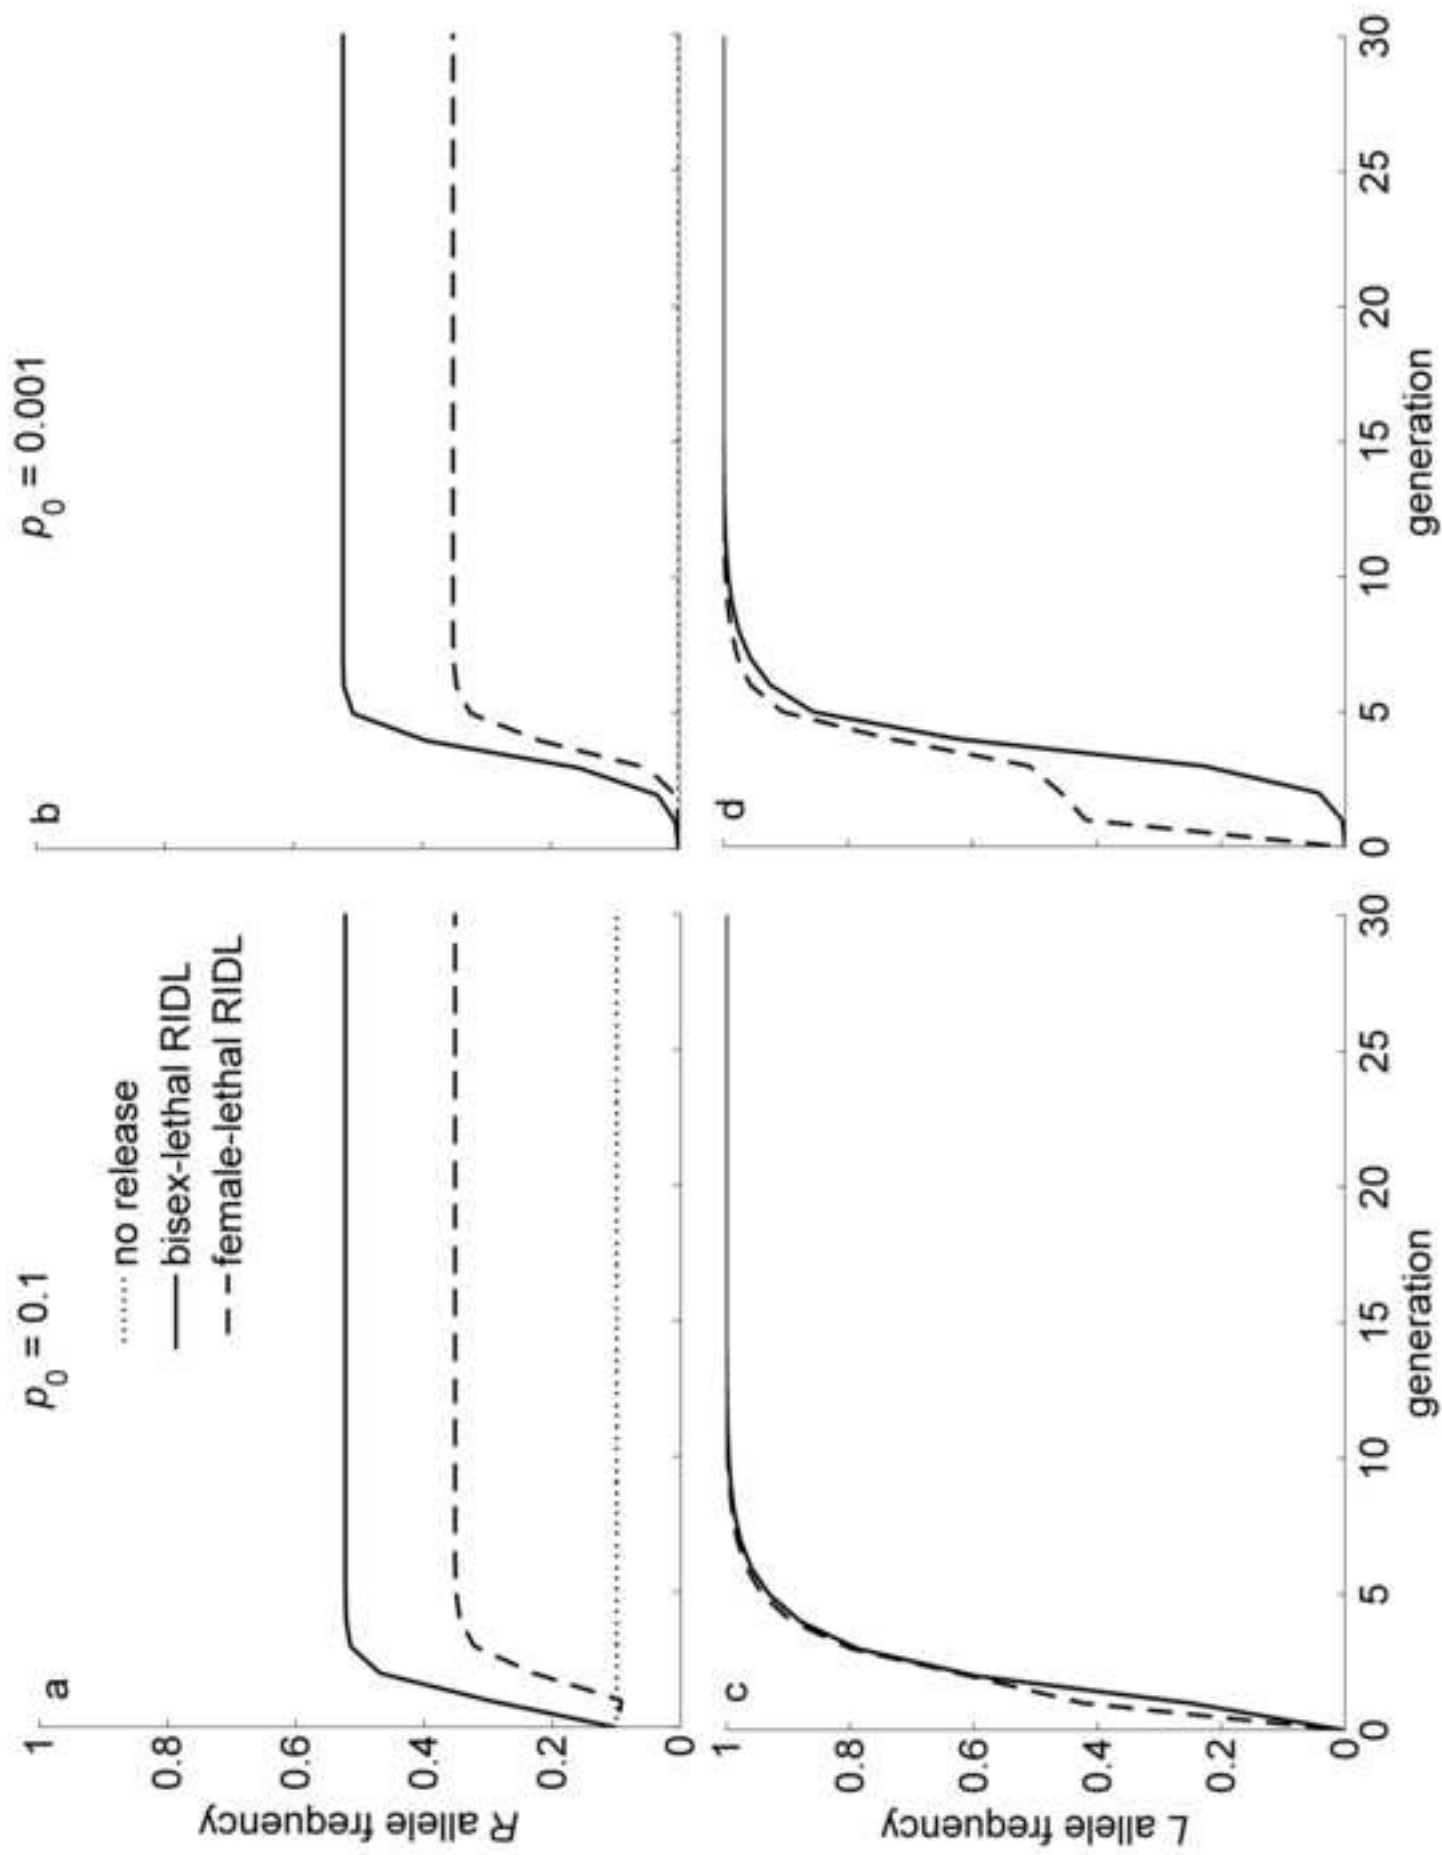 p0 = 0.1
p0 = 0.001
a
b
no release
bisex-lethal RIDL
female-lethal RIDL
R allele frequency
1
0.8
0.6
0.4
0.2
0
c
d
L allele frequency
1
0.8
0.6
0.4
0.2
0
0 5 10 15 20 25 30
0 5 10 15 20 25 30
generation
generation